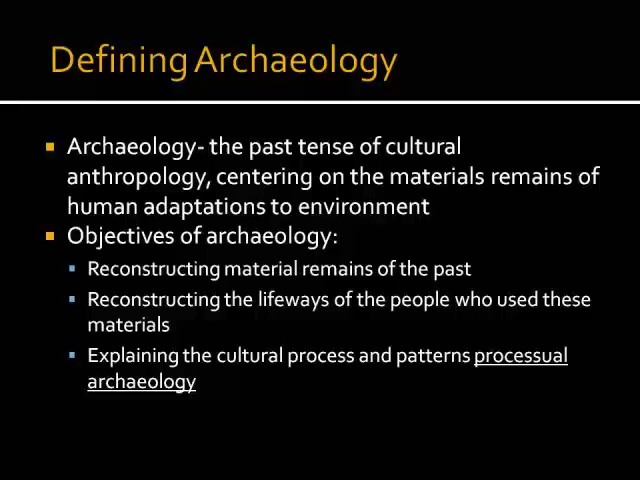 Defining Archaeology
Archaeology- the past tense of cultural
anthropology, centering on the materials remains of
human adaptations to environment
Objectives of archaeology:
Reconstructing material remains of the past
Reconstructing the lifeways of the people who used these
materials
Explaining the cultural process and patterns processual
archaeology